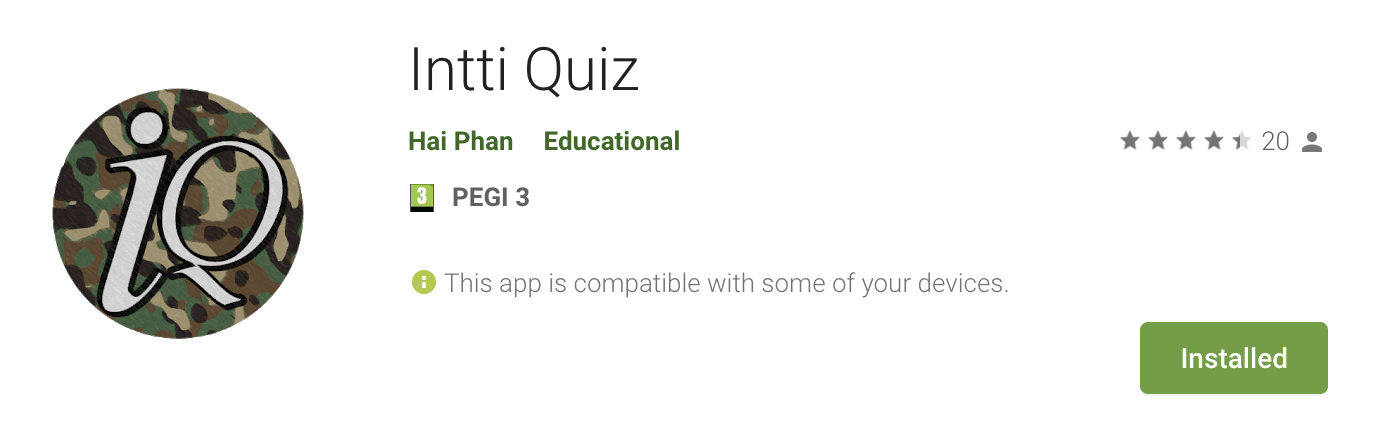 Intti Quiz
iQ
Hai Phan Educational 20
3 PEGI 3
This app is compatible with some of your devices.
Installed